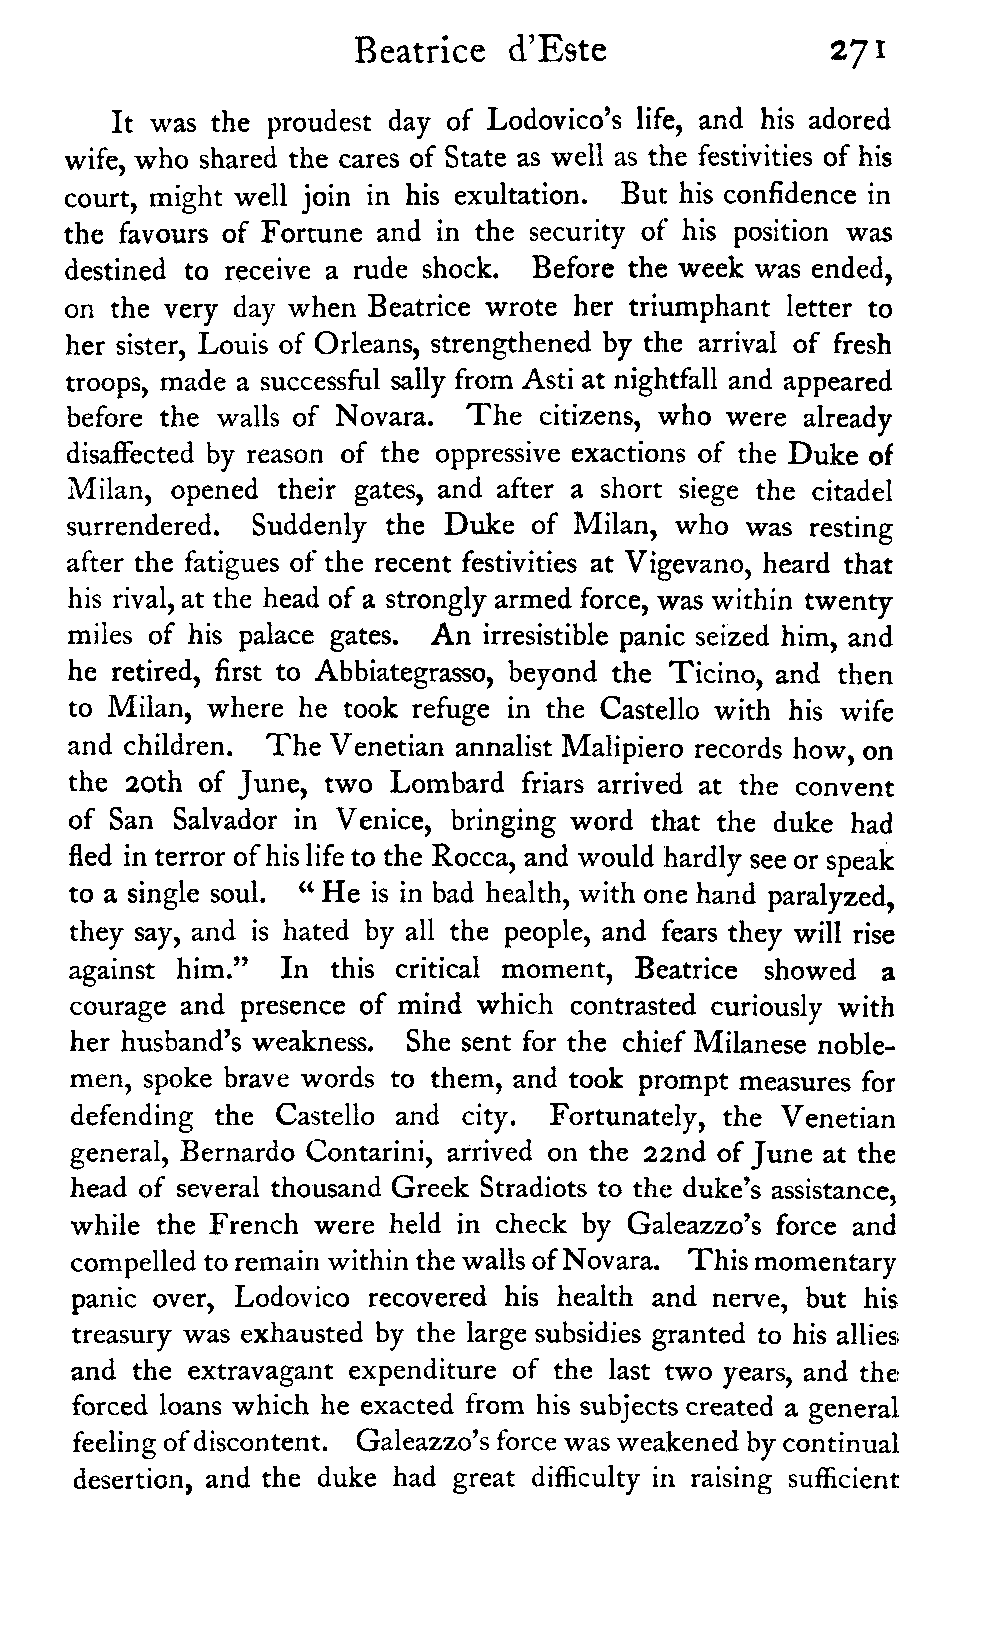 Beatrice d'Este 271
It was the proudest day of Lodovico's life, and his adored
wife, who shared the cares of State as well as the festivities of his
court, might well join in his exultation. But his confidence in
the favours of Fortune and in the security of his position was
destined to receive a rude shock. Before the week was ended,
on the very day when Beatrice wrote her triumphant letter to
her sister, Louis of Orleans, strengthened by the arrival of fresh
troops, made a successful sally from Asti at nightfall and appeared
before the walls of Novara. The citizens, who were already
disaffected by reason of the oppressive exactions of the Duke of
Milan, opened their gates, and after a short siege the citadel
surrendered. Suddenly the Duke of Milan, who was resting
after the fatigues of the recent festivities at Vigevano, heard that
his rival, at the head of a strongly armed force, was within twenty
miles of his palace gates. An irresistible panic seized him, and
he retired, first to Abbiategrasso, beyond the Ticino, and then
to Milan, where he took refuge in the Castello with his wife
and children. The Venetian annalist Malipiero records how, on
the 20th of June, two Lombard friars arrived at the convent
of San Salvador in Venice, bringing word that the duke had
fled in terror of his life to the Rocca, and would hardly see or speak
to a single soul. "He is in bad health, with one hand paralyzed,
they say, and is hated by all the people, and fears they will rise
against him." In this critical moment, Beatrice showed a
courage and presence of mind which contrasted curiously with
her husband's weakness. She sent for the chief Milanese noble-
men, spoke brave words to them, and took prompt measures for
defending the Castello and city. Fortunately, the Venetian
general, Bernardo Contarini, arrived on the 22nd of June at the
head of several thousand Greek Stradiots to the duke's assistance,
while the French were held in check by Galeazzo's force and
compelled to remain within the walls of Novara. This momentary
panic over, Lodovico recovered his health and nerve, but his
treasury was exhausted by the large subsidies granted to his allies
and the extravagant expenditure of the last two years, and the
forced loans which he exacted from his subjects created a general
feeling of discontent. Galeazzo's force was weakened by continual
desertion, and the duke had great difficulty in raising sufficient